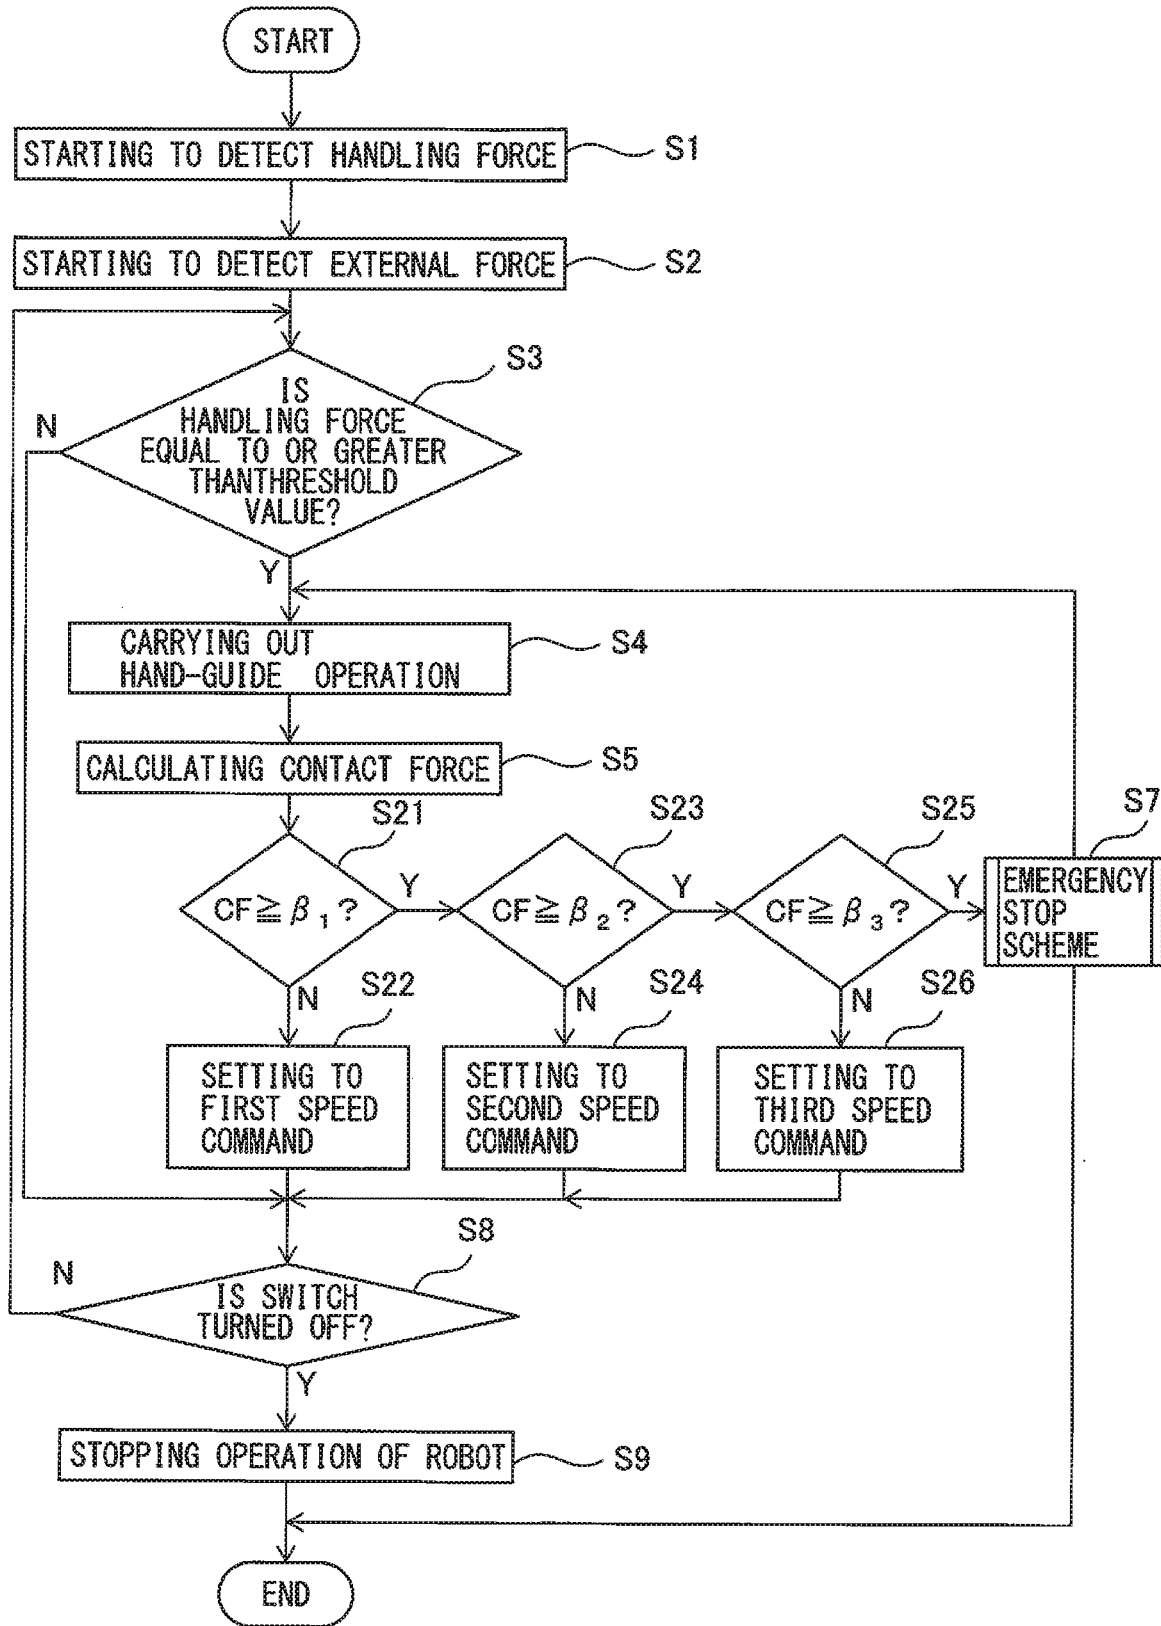 START
STARTING TO DETECT HANDLING FORCE
S1
STARTING TO DETECT EXTERNAL FORCE
S2
S3
IS
HANDLING FORCE
EQUAL TO OR GREATER
THANTHRESHOLD
VALUE?
N
Y
CARRYING OUT
HAND-GUIDE OPERATION
S4
CALCULATING CONTACT FORCE
S5
S21
CF≧β₁?
Y
N
S23
CF≧β₂?
Y
N
S25
CF≧β₃?
Y
N
S7
EMERGENCY
STOP
SCHEME
S22
SETTING TO
FIRST SPEED
COMMAND
S24
SETTING TO
SECOND SPEED
COMMAND
S26
SETTING TO
THIRD SPEED
COMMAND
S8
IS SWITCH
TURNED OFF?
N
Y
STOPPING OPERATION OF ROBOT
S9
END